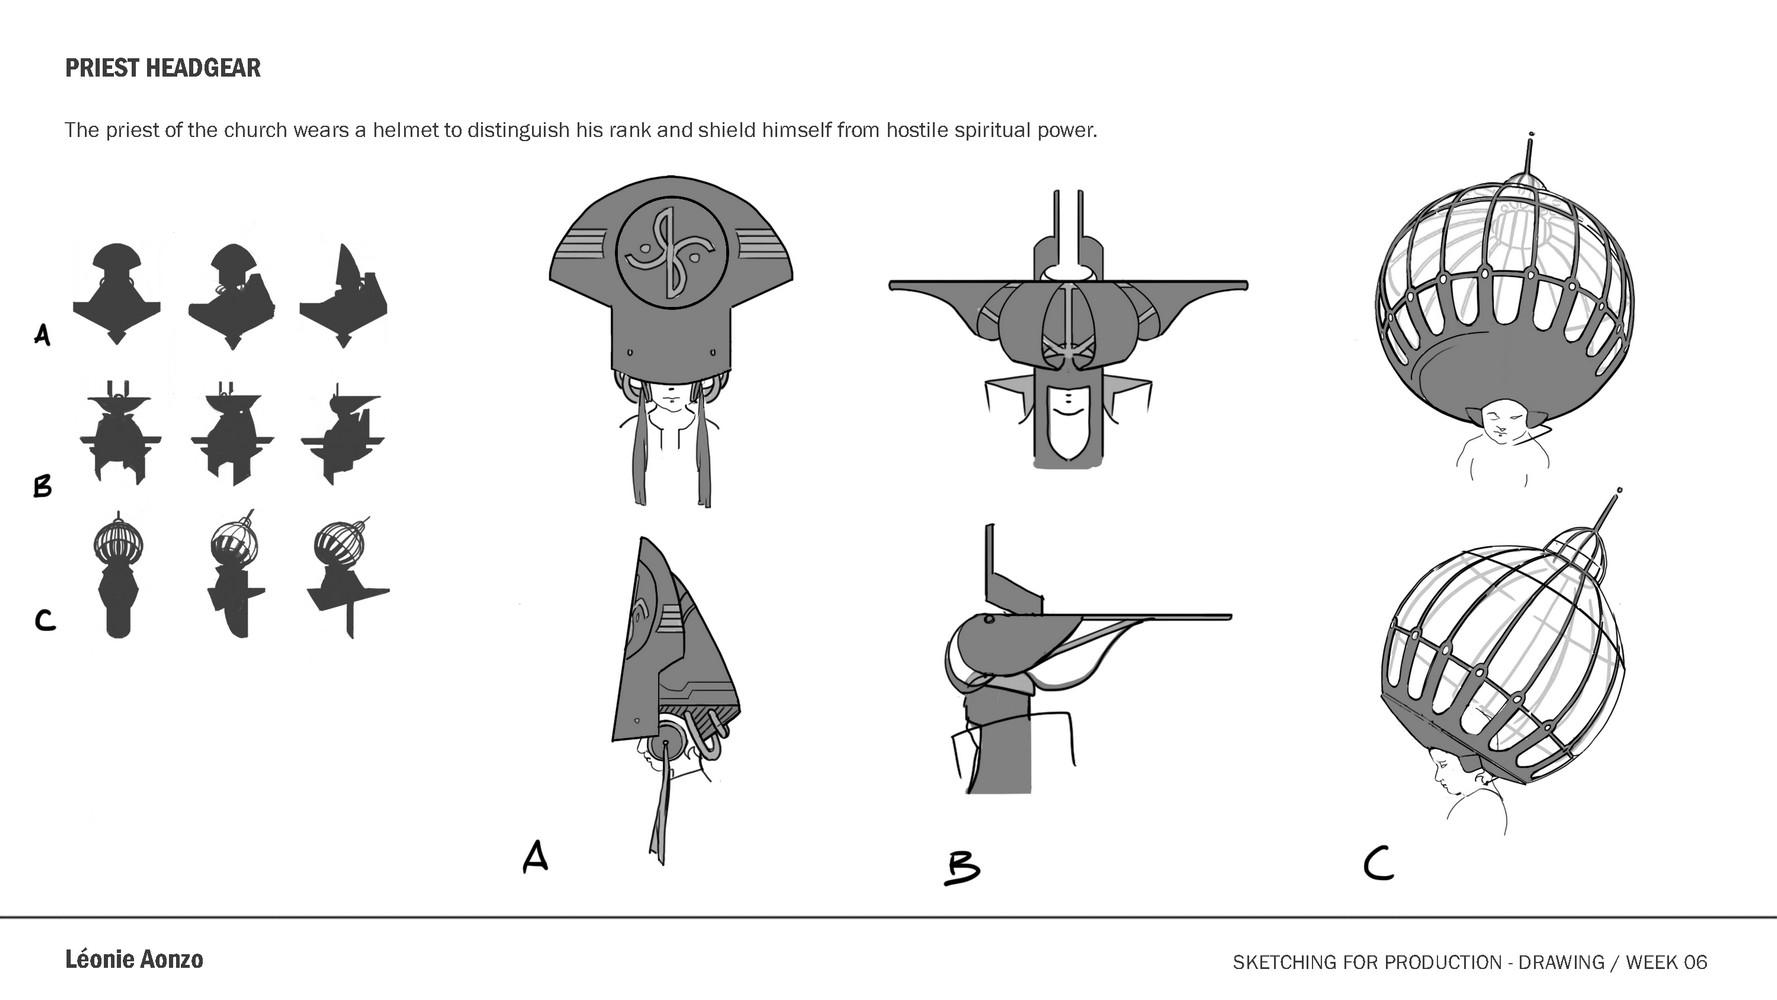 PRIEST HEADGEAR
The priest of the church wears a helmet to distinguish his rank and shield himself from hostile spiritual power.
A
B
C
A
B
C
Léonie Aonzo
SKETCHING FOR PRODUCTION - DRAWING / WEEK 06